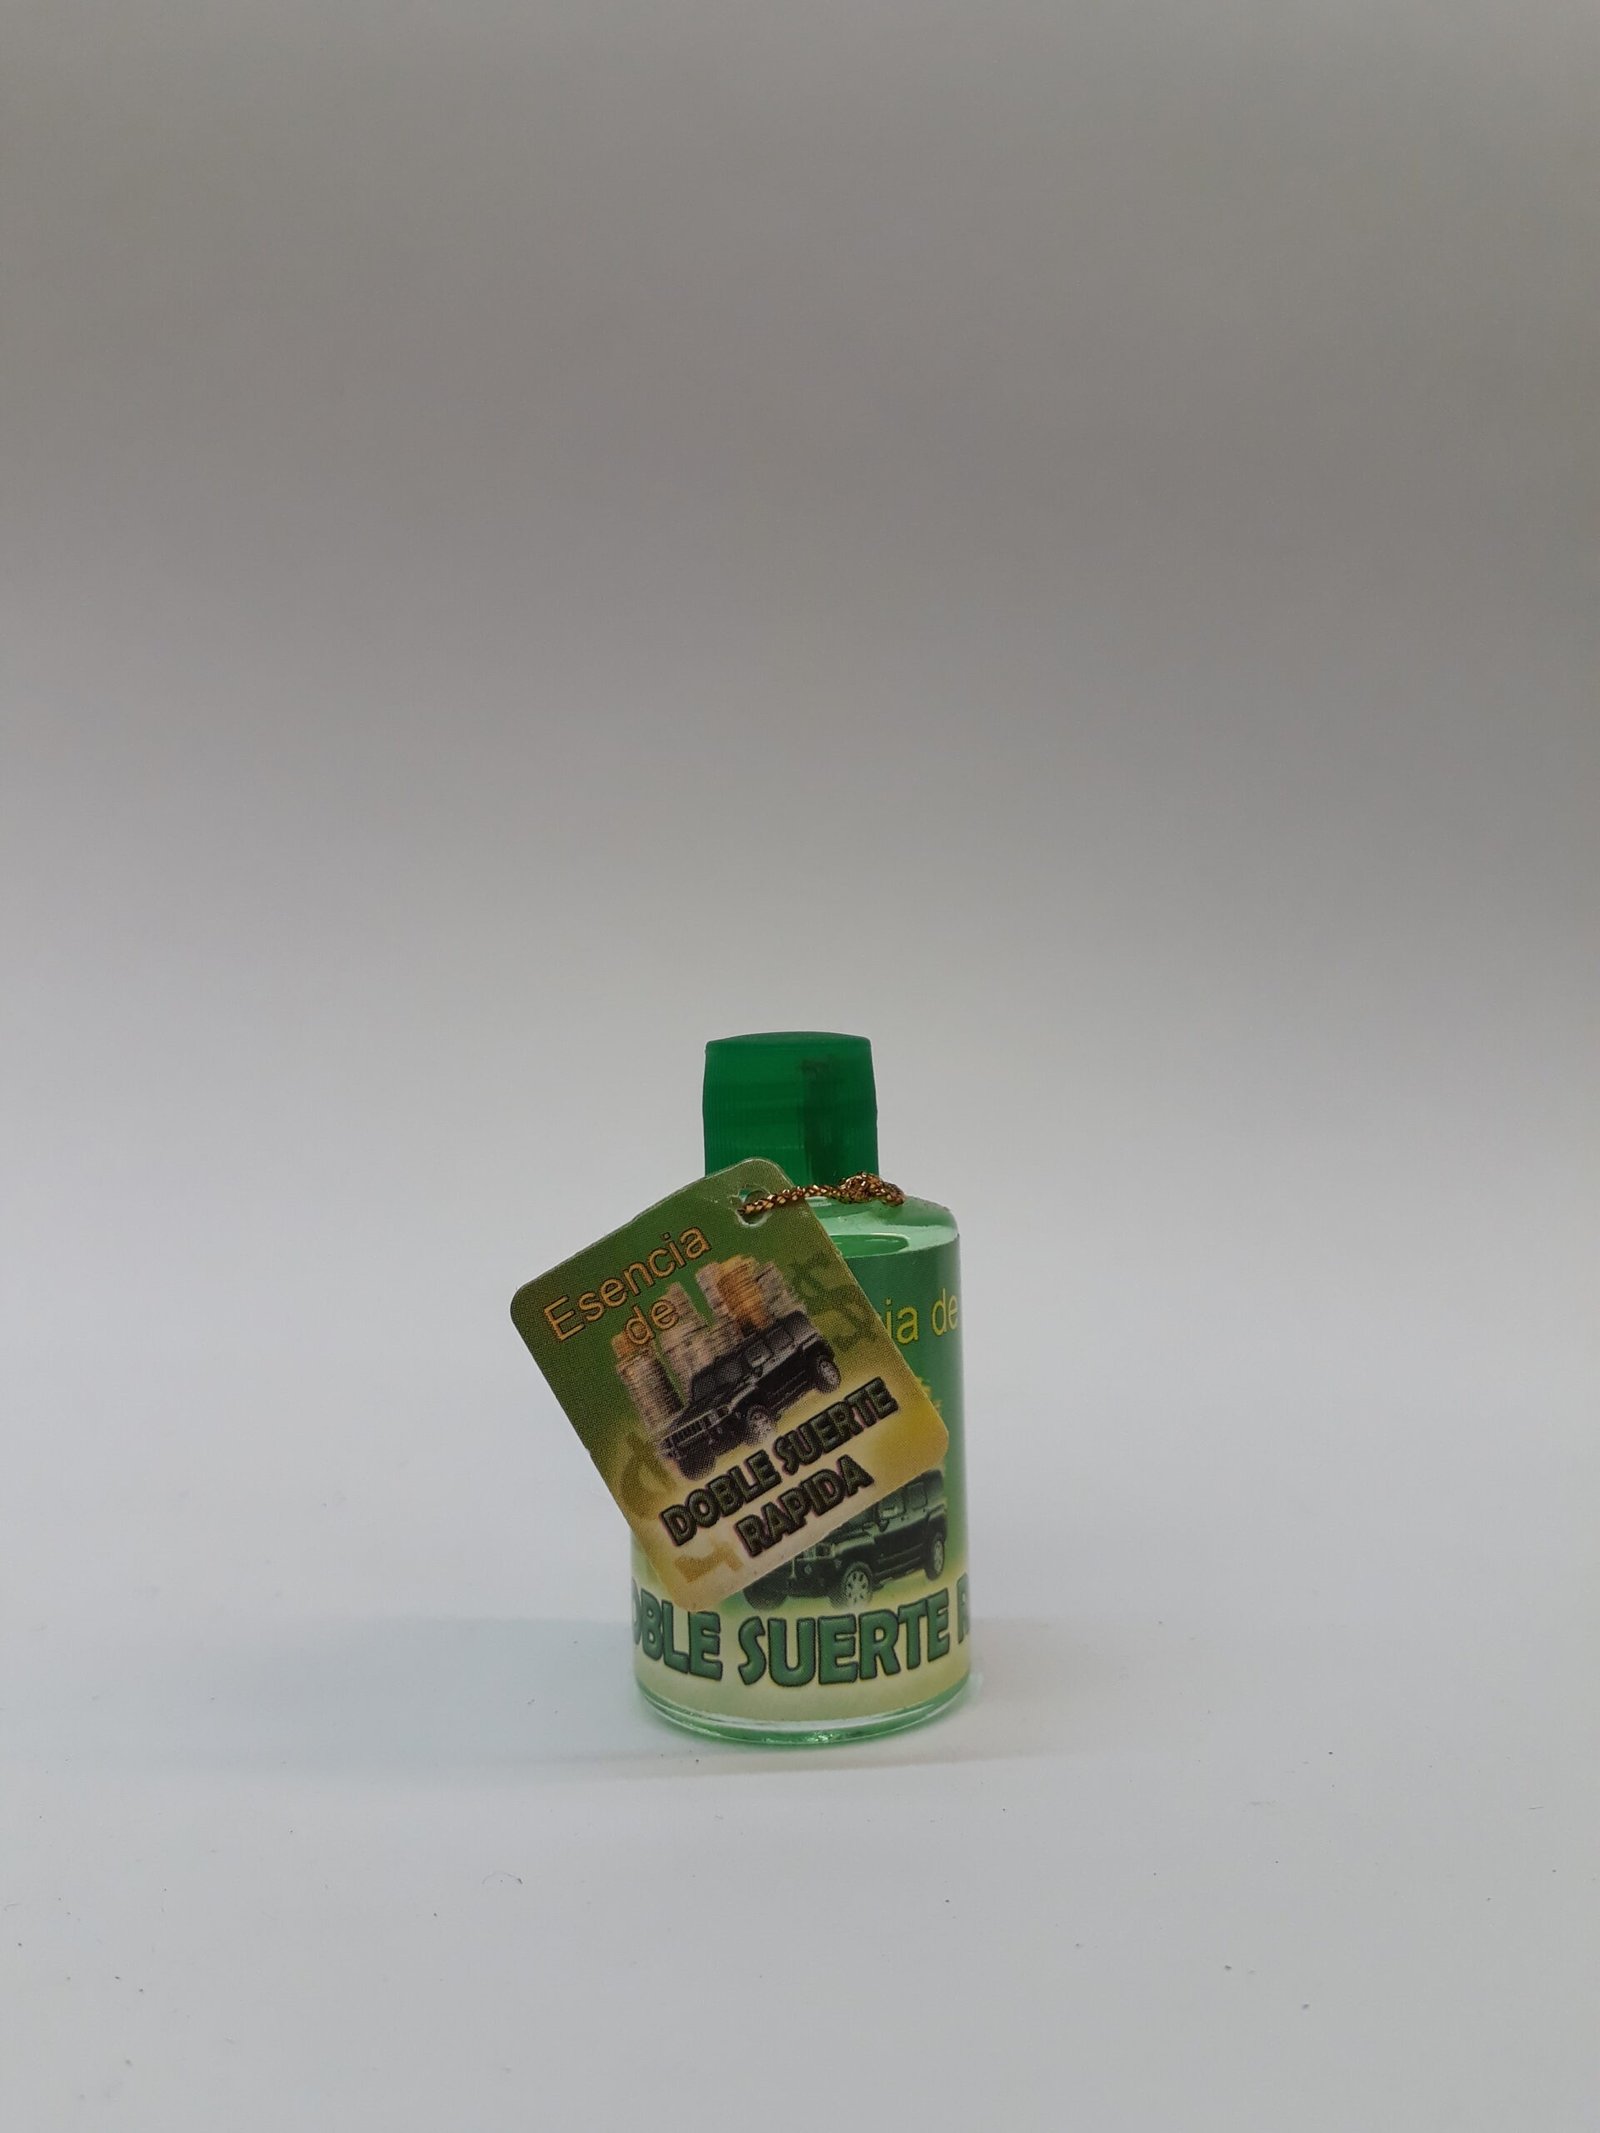 Esencia
de
DOBLE SUERTE
RAPIDA
ia de
OBLE SUERTE R